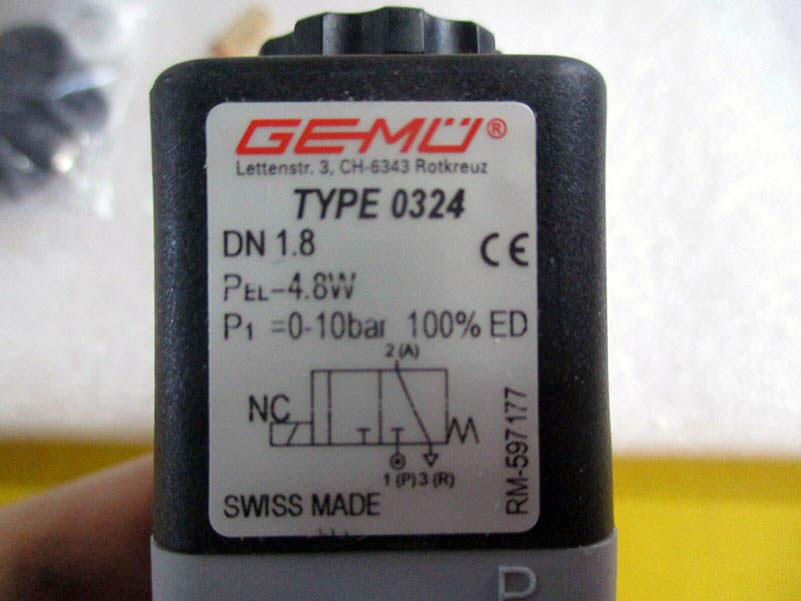 GEMÜ®
Lettenstr. 3, CH-6343 Rotkreuz
TYPE 0324
DN 1.8 CE
PEL-4.8W
P1 =0-10bar 100% ED
2 (A)
NC
1 (P) 3 (R)
RM-597177
SWISS MADE
P